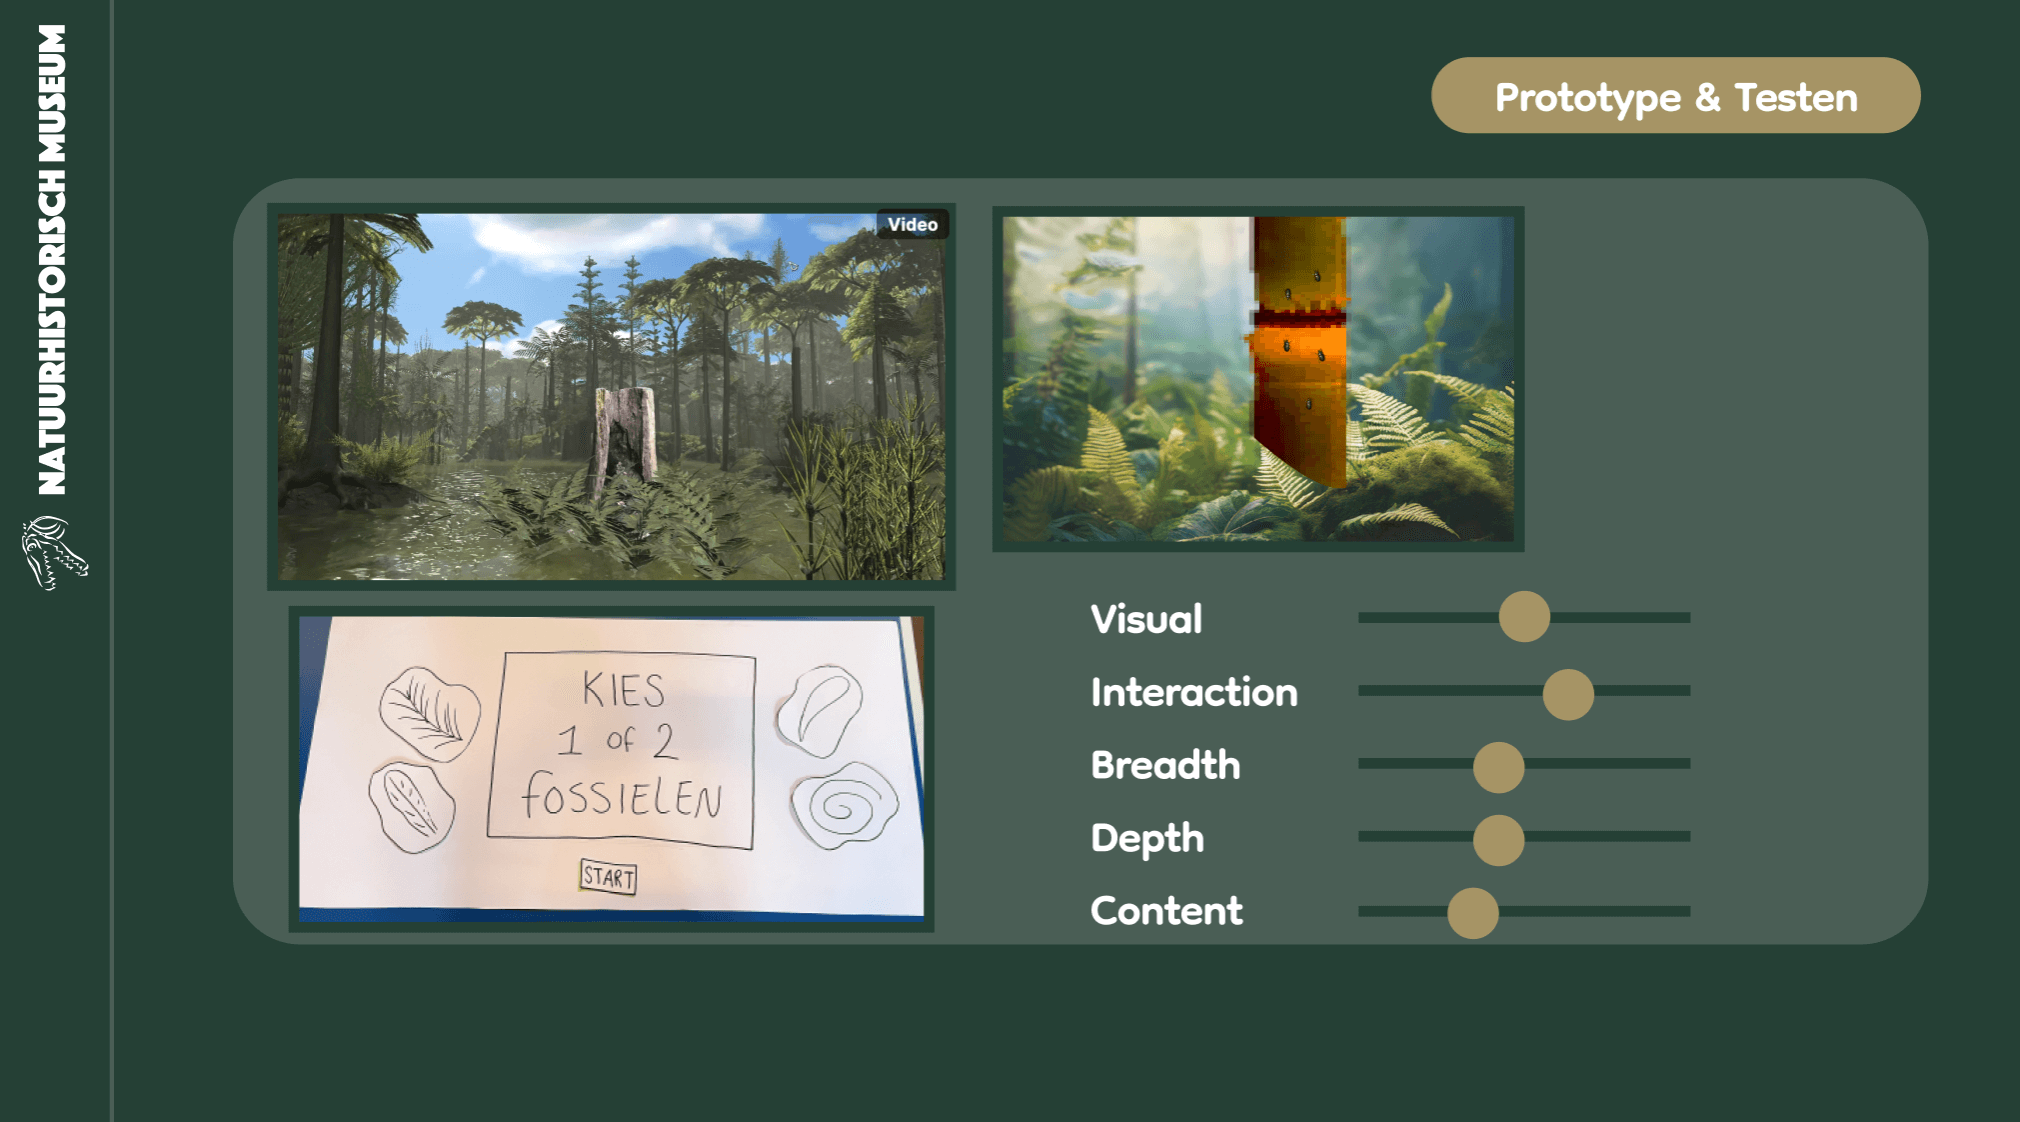 NATUURHISTORISCH MUSEUM
Prototype & Testen
Video
KIES
1 of 2
FOSSIELEN
START
Visual
Interaction
Breadth
Depth
Content